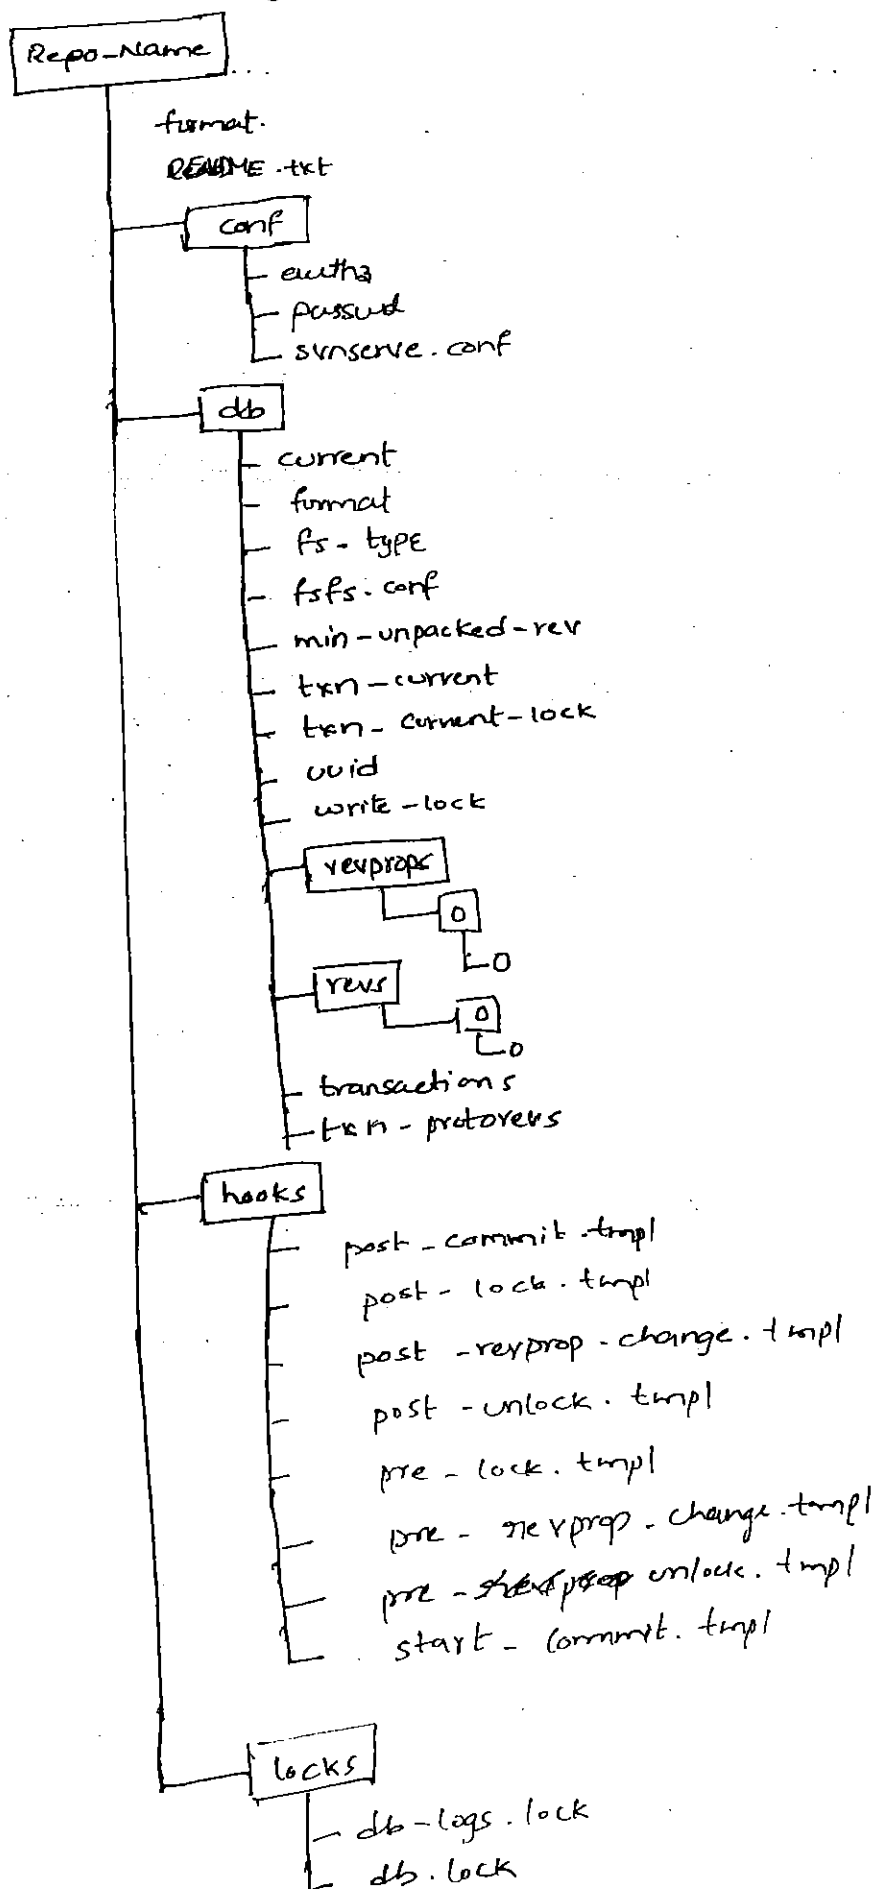 Repo-Name
format.
README.txt
conf
authz
passwd
svnserve.conf
db
current
format
fs-type
fsfs.conf
min-unpacked-rev
txn-current
txn-current-lock
uuid
write-lock
revprops
0
0
revs
0
0
transactions
txn-protorevs
hooks
post-commit.tmpl
post-lock.tmpl
post-revprop-change.tmpl
post-unlock.tmpl
pre-lock.tmpl
pre-revprop-change.tmpl
pre-unlock.tmpl
start-commit.tmpl
locks
db-logs.lock
db.lock